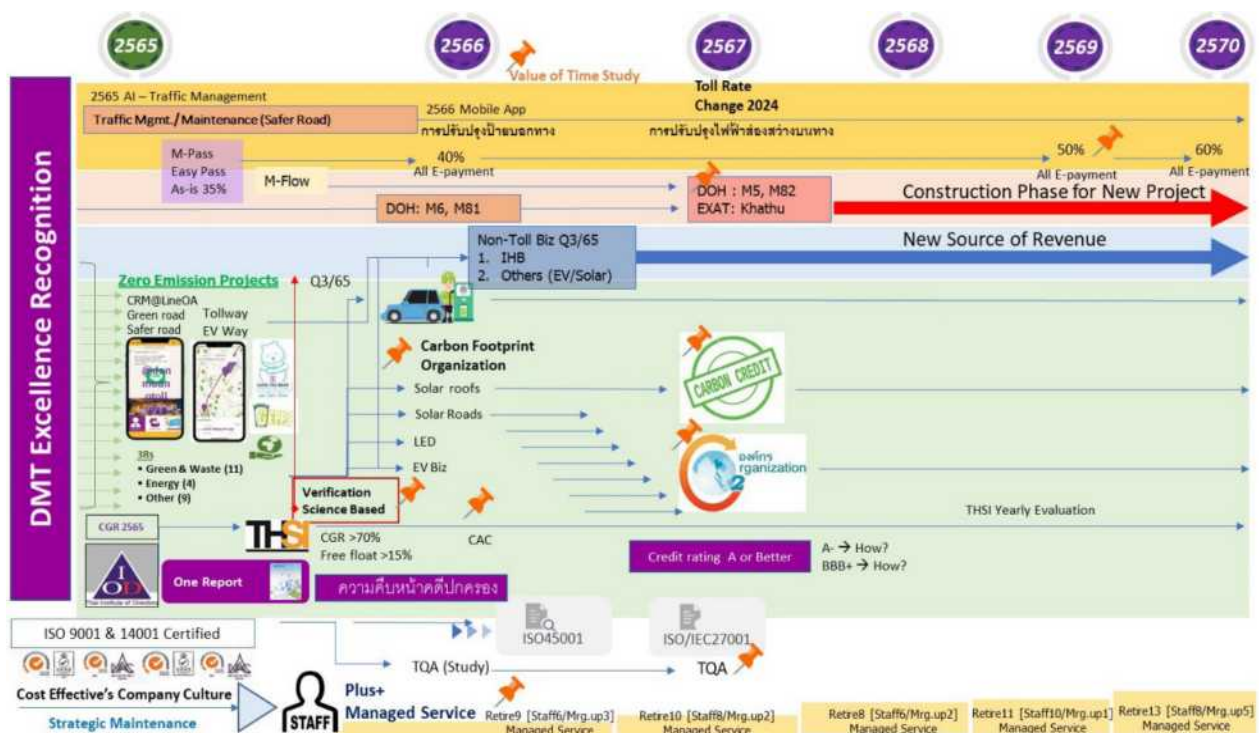 2565
2566
2567
2568
2569
2570
Value of Time Study
DMT Excellence Recognition
2565 AI – Traffic Management
Traffic Mgmt./ Maintenance (Safer Road)
2566 Mobile App
การปรับปรุงป้ายบอกทาง
Toll Rate
Change 2024
การปรับปรุงไฟฟ้าส่องสว่างบนทาง
M-Pass
Easy Pass
As-is 35%
M-Flow
40%
All E-payment
50%
All E-payment
60%
All E-payment
DOH: M6, M81
DOH : M5, M82
EXAT: Khathu
Construction Phase for New Project
Non-Toll Biz Q3/65
1. IHB
2. Others (EV/Solar)
New Source of Revenue
Zero Emission Projects
Q3/65
CRM@LineOA
Green road
Safer road
Tollway
EV Way
Carbon Footprint
Organization
Solar roofs
Solar Roads
LED
EV Biz
CARBON CREDIT
องค์กร
rganization
2
3Rs
• Green & Waste (11)
• Energy (4)
• Other (9)
Verification
Science Based
CGR 2565
THSI
CGR >70%
Free float >15%
CAC
THSI Yearly Evaluation
Credit rating A or Better
A- → How?
BBB+ → How?
IOD
One Report
ความคืบหน้าคดีปกครอง
ISO 9001 & 14001 Certified
ISO45001
ISO/IEC27001
TQA (Study)
TQA
Cost Effective's Company Culture
Strategic Maintenance
STAFF
Plus+
Managed Service
Retire9 [Staff6/Mrg.up3]
Managed Service
Retire10 [Staff8/Mrg.up2]
Managed Service
Retire8 [Staff6/Mrg.up2]
Managed Service
Retire11 [Staff10/Mrg.up1]
Managed Service
Retire13 [Staff8/Mrg.up5]
Managed Service